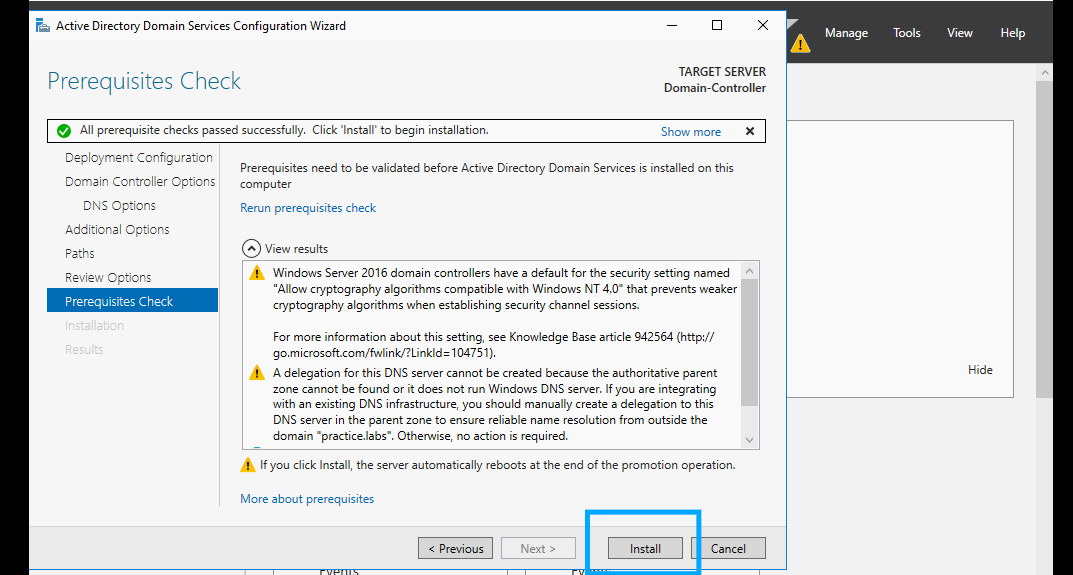 Active Directory Domain Services Configuration Wizard
Manage Tools View Help
Prerequisites Check
TARGET SERVER
Domain-Controller
All prerequisite checks passed successfully. Click 'Install' to begin installation.
Show more
Deployment Configuration
Domain Controller Options
DNS Options
Additional Options
Paths
Review Options
Prerequisites Check
Installation
Results
Prerequisites need to be validated before Active Directory Domain Services is installed on this
computer
Rerun prerequisites check
View results
Windows Server 2016 domain controllers have a default for the security setting named
"Allow cryptography algorithms compatible with Windows NT 4.0" that prevents weaker
cryptography algorithms when establishing security channel sessions.
For more information about this setting, see Knowledge Base article 942564 (http://
go.microsoft.com/fwlink/?LinkId=104751).
A delegation for this DNS server cannot be created because the authoritative parent
zone cannot be found or it does not run Windows DNS server. If you are integrating
with an existing DNS infrastructure, you should manually create a delegation to this
DNS server in the parent zone to ensure reliable name resolution from outside the
domain "practice.labs". Otherwise, no action is required.
If you click Install, the server automatically reboots at the end of the promotion operation.
More about prerequisites
Hide
< Previous
Next >
Install
Cancel
Events
Events